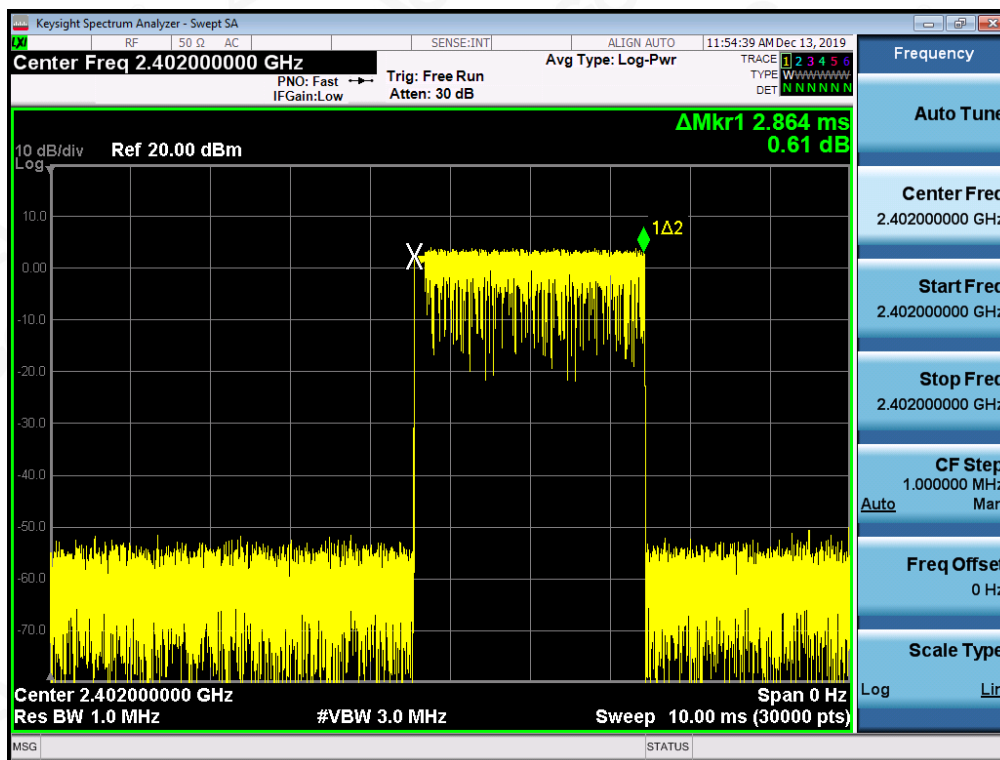 Keysight Spectrum Analyzer - Swept SA
LXI RF 50 Ω AC SENSE:INT ALIGN AUTO 11:54:39 AM Dec 13, 2019
Center Freq 2.402000000 GHz
PNO: Fast
IFGain:Low
Trig: Free Run
Atten: 30 dB
Avg Type: Log-Pwr
TRACE 1 2 3 4 5 6
TYPE W W W W W W
DET N N N N N N
ΔMkr1 2.864 ms
0.61 dB
10 dB/div Ref 20.00 dBm
Log
10.0
0.00
-10.0
-20.0
-30.0
-40.0
-50.0
-60.0
-70.0
X
1Δ2
Center 2.402000000 GHz Span 0 Hz
Res BW 1.0 MHz #VBW 3.0 MHz Sweep 10.00 ms (30000 pts)
MSG STATUS
Frequency
Auto Tune
Center Freq
2.402000000 GHz
Start Freq
2.402000000 GHz
Stop Freq
2.402000000 GHz
CF Step
1.000000 MHz
Auto Man
Freq Offset
0 Hz
Scale Type
Log Lin